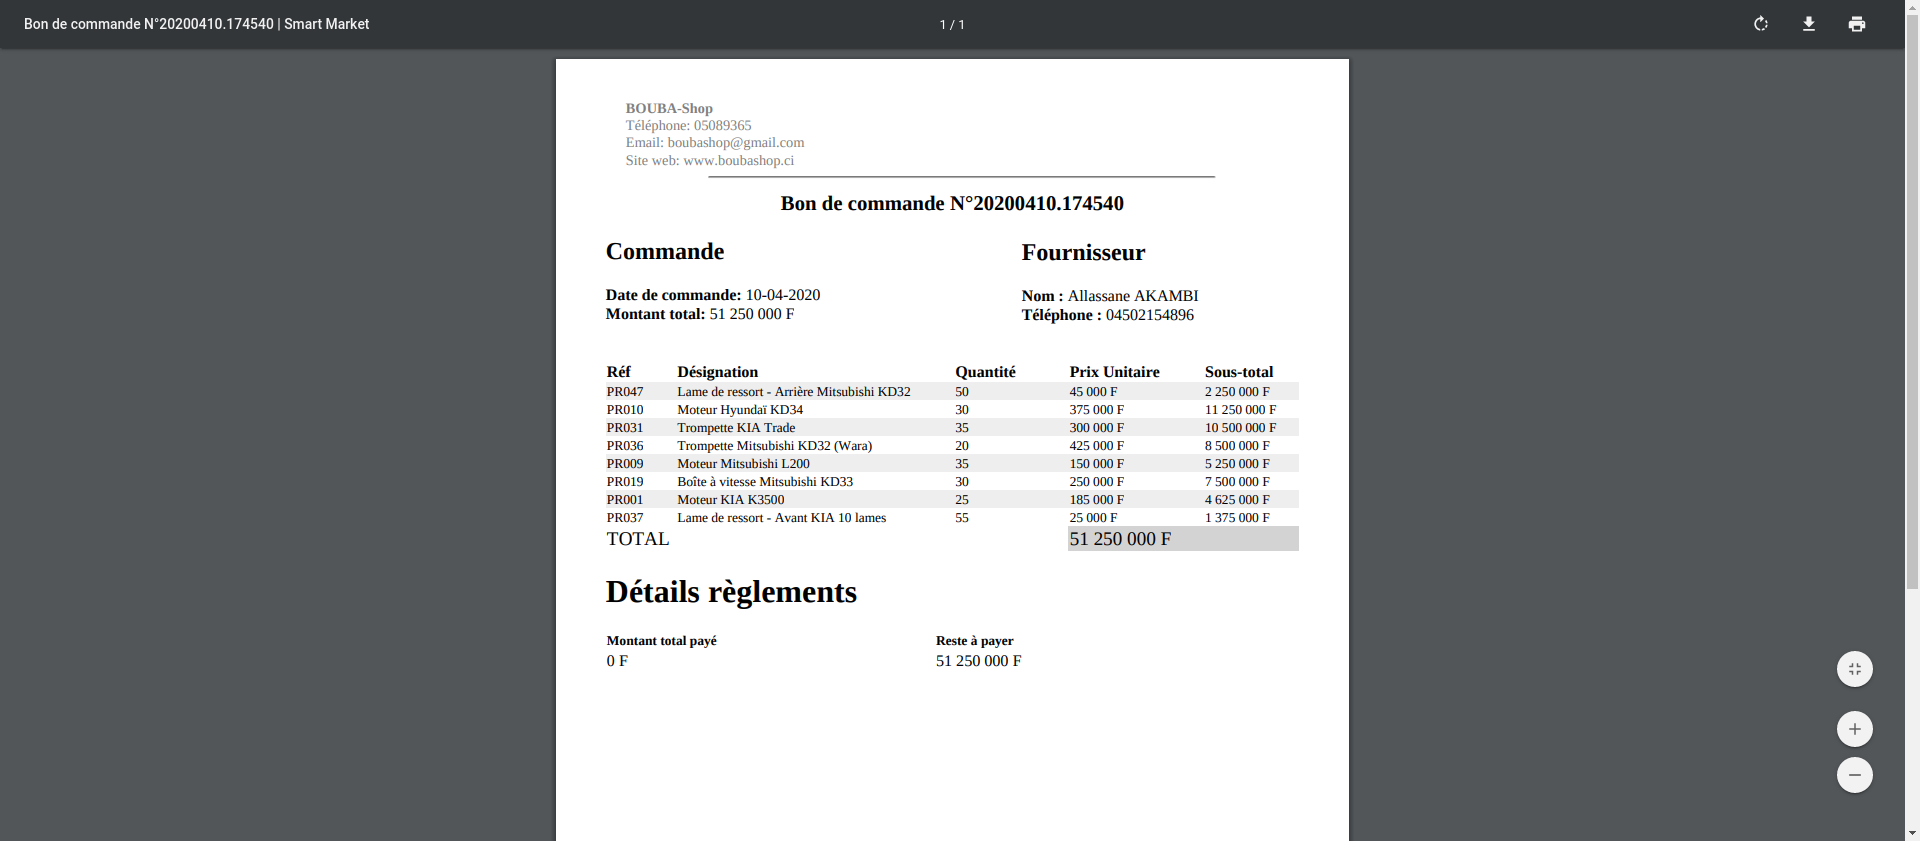 Bon de commande N°20200410.174540 | Smart Market
1 / 1
BOUBA-Shop
Téléphone: 05089365
Email: boubashop@gmail.com
Site web: www.boubashop.ci
Bon de commande N°20200410.174540
Commande
Date de commande: 10-04-2020
Montant total: 51 250 000 F
Fournisseur
Nom : Allassane AKAMBI
Téléphone : 04502154896
Réf Désignation Quantité Prix Unitaire Sous-total
PR047 Lame de ressort - Arrière Mitsubishi KD32 50 45 000 F 2 250 000 F
PR010 Moteur Hyundaï KD34 30 375 000 F 11 250 000 F
PR031 Trompette KIA Trade 35 300 000 F 10 500 000 F
PR036 Trompette Mitsubishi KD32 (Wara) 20 425 000 F 8 500 000 F
PR009 Moteur Mitsubishi L200 35 150 000 F 5 250 000 F
PR019 Boîte à vitesse Mitsubishi KD33 30 250 000 F 7 500 000 F
PR001 Moteur KIA K3500 25 185 000 F 4 625 000 F
PR037 Lame de ressort - Avant KIA 10 lames 55 25 000 F 1 375 000 F
TOTAL 51 250 000 F
Détails règlements
Montant total payé Reste à payer
0 F 51 250 000 F